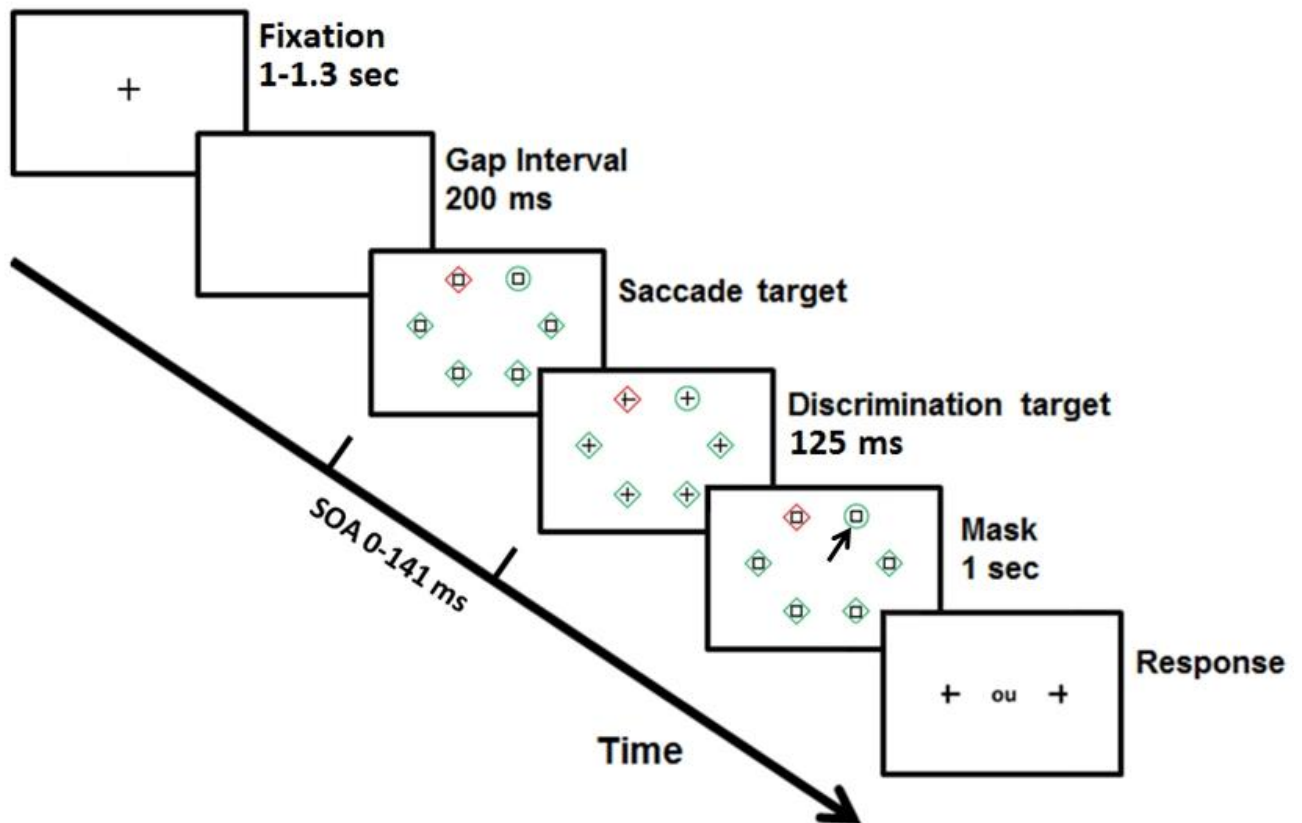 Fixation
1-1.3 sec
Gap Interval
200 ms
Saccade target
Discrimination target
125 ms
SOA 0-141 ms
Mask
1 sec
Response
ou
Time